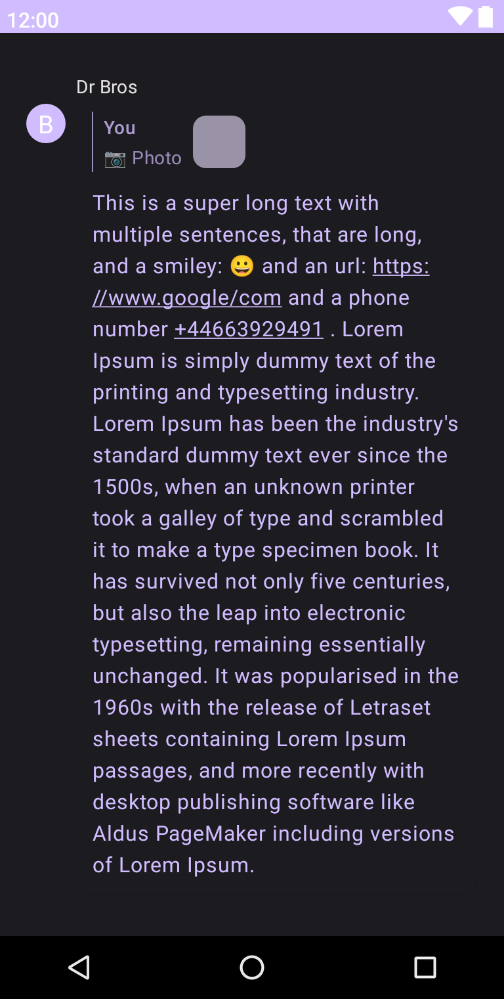 12:00
Dr Bros
B
You
📷 Photo
This is a super long text with
multiple sentences, that are long,
and a smiley: 😀 and an url: https:
//www.google/com and a phone
number +44663929491 . Lorem
Ipsum is simply dummy text of the
printing and typesetting industry.
Lorem Ipsum has been the industry's
standard dummy text ever since the
1500s, when an unknown printer
took a galley of type and scrambled
it to make a type specimen book. It
has survived not only five centuries,
but also the leap into electronic
typesetting, remaining essentially
unchanged. It was popularised in the
1960s with the release of Letraset
sheets containing Lorem Ipsum
passages, and more recently with
desktop publishing software like
Aldus PageMaker including versions
of Lorem Ipsum.